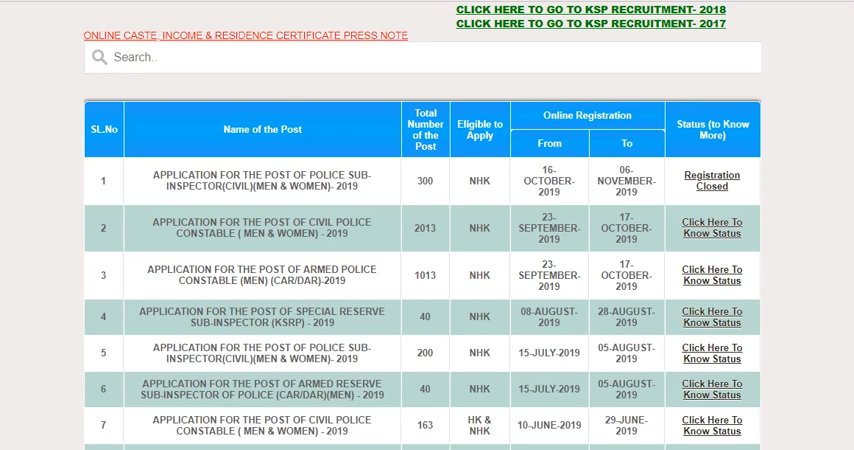 CLICK HERE TO GO TO KSP RECRUITMENT- 2018
CLICK HERE TO GO TO KSP RECRUITMENT- 2017
ONLINE CASTE, INCOME & RESIDENCE CERTIFICATE PRESS NOTE
Search..
SL.No
Name of the Post
Total
Number
of the
Post
Eligible to
Apply
Online Registration
From
To
Status (to Know
More)
1
APPLICATION FOR THE POST OF POLICE SUB-
INSPECTOR(CIVIL)(MEN & WOMEN)- 2019
300
NHK
16-
OCTOBER-
2019
06-
NOVEMBER-
2019
Registration
Closed
2
APPLICATION FOR THE POST OF CIVIL POLICE
CONSTABLE ( MEN & WOMEN) - 2019
2013
NHK
23-
SEPTEMBER-
2019
17-
OCTOBER-
2019
Click Here To
Know Status
3
APPLICATION FOR THE POST OF ARMED POLICE
CONSTABLE (MEN) (CAR/DAR)-2019
1013
NHK
23-
SEPTEMBER-
2019
17-
OCTOBER-
2019
Click Here To
Know Status
4
APPLICATION FOR THE POST OF SPECIAL RESERVE
SUB-INSPECTOR (KSRP) - 2019
40
NHK
08-AUGUST-
2019
28-AUGUST-
2019
Click Here To
Know Status
5
APPLICATION FOR THE POST OF POLICE SUB-
INSPECTOR(CIVIL)(MEN & WOMEN)- 2019
200
NHK
15-JULY-2019
05-AUGUST-
2019
Click Here To
Know Status
6
APPLICATION FOR THE POST OF ARMED RESERVE
SUB-INSPECTOR OF POLICE (CAR/DAR)(MEN) - 2019
40
NHK
15-JULY-2019
05-AUGUST-
2019
Click Here To
Know Status
7
APPLICATION FOR THE POST OF CIVIL POLICE
CONSTABLE ( MEN & WOMEN) - 2019
163
HK &
NHK
10-JUNE-2019
29-JUNE-
2019
Click Here To
Know Status